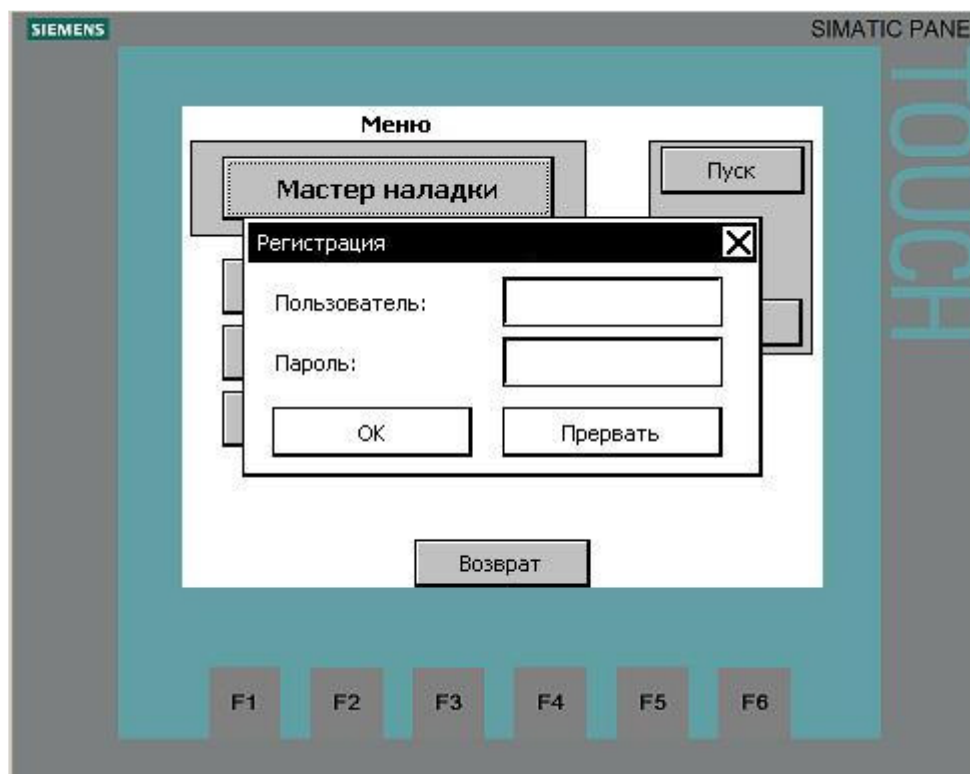 SIEMENS
SIMATIC PANE
TOUCH
Меню
Мастер наладки
Пуск
Регистрация
Пользователь:
Пароль:
OK
Прервать
Возврат
F1
F2
F3
F4
F5
F6